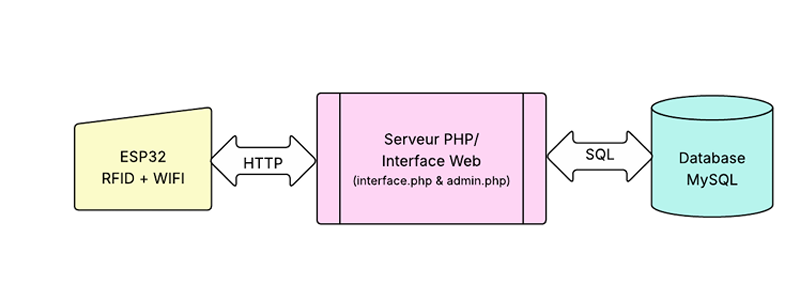 ESP32
RFID + WIFI
HTTP
Serveur PHP/
Interface Web
(interface.php & admin.php)
SQL
Database
MySQL